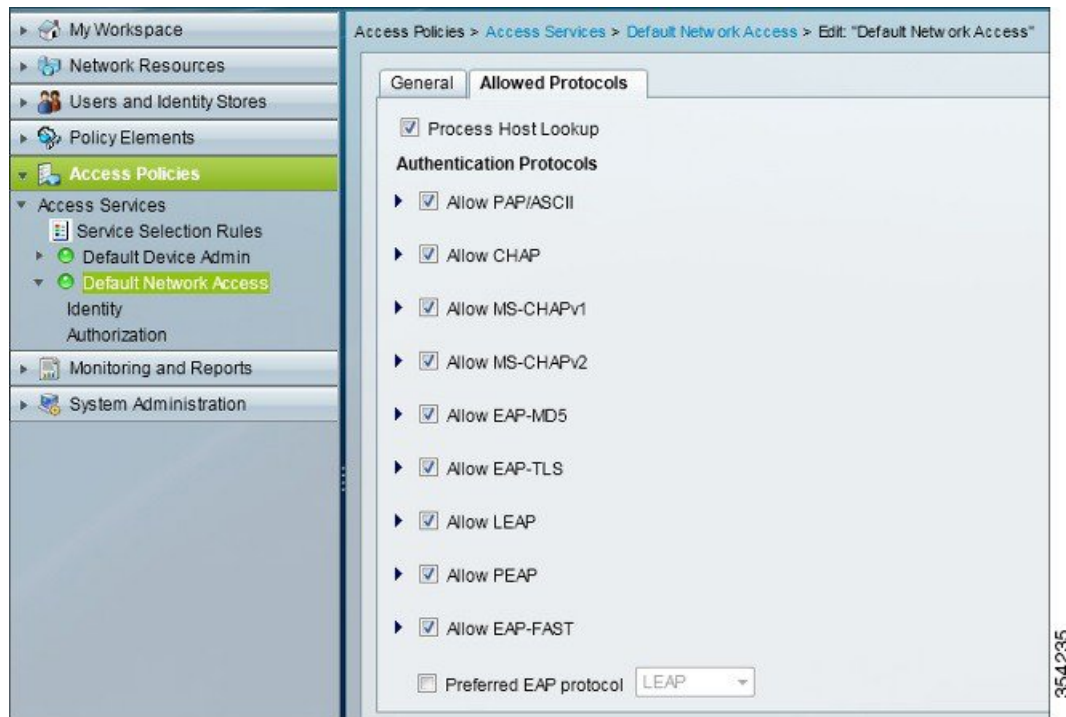 My Workspace
Network Resources
Users and Identity Stores
Policy Elements
Access Policies
Access Services
Service Selection Rules
Default Device Admin
Default Network Access
Identity
Authorization
Monitoring and Reports
System Administration
Access Policies > Access Services > Default Network Access > Edit: "Default Network Access"
General Allowed Protocols
Process Host Lookup
Authentication Protocols
Allow PAP/ASCII
Allow CHAP
Allow MS-CHAPv1
Allow MS-CHAPv2
Allow EAP-MD5
Allow EAP-TLS
Allow LEAP
Allow PEAP
Allow EAP-FAST
Preferred EAP protocol LEAP
354235